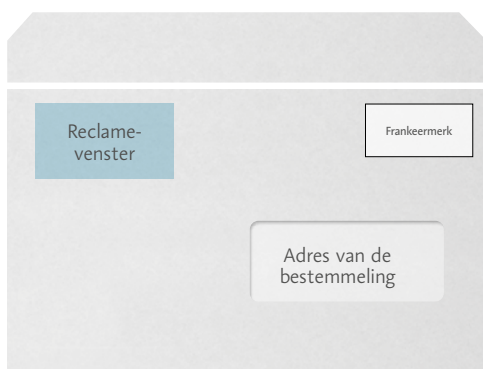 Reclame-
venster
Frankeermerk
Adres van de
bestemmeling